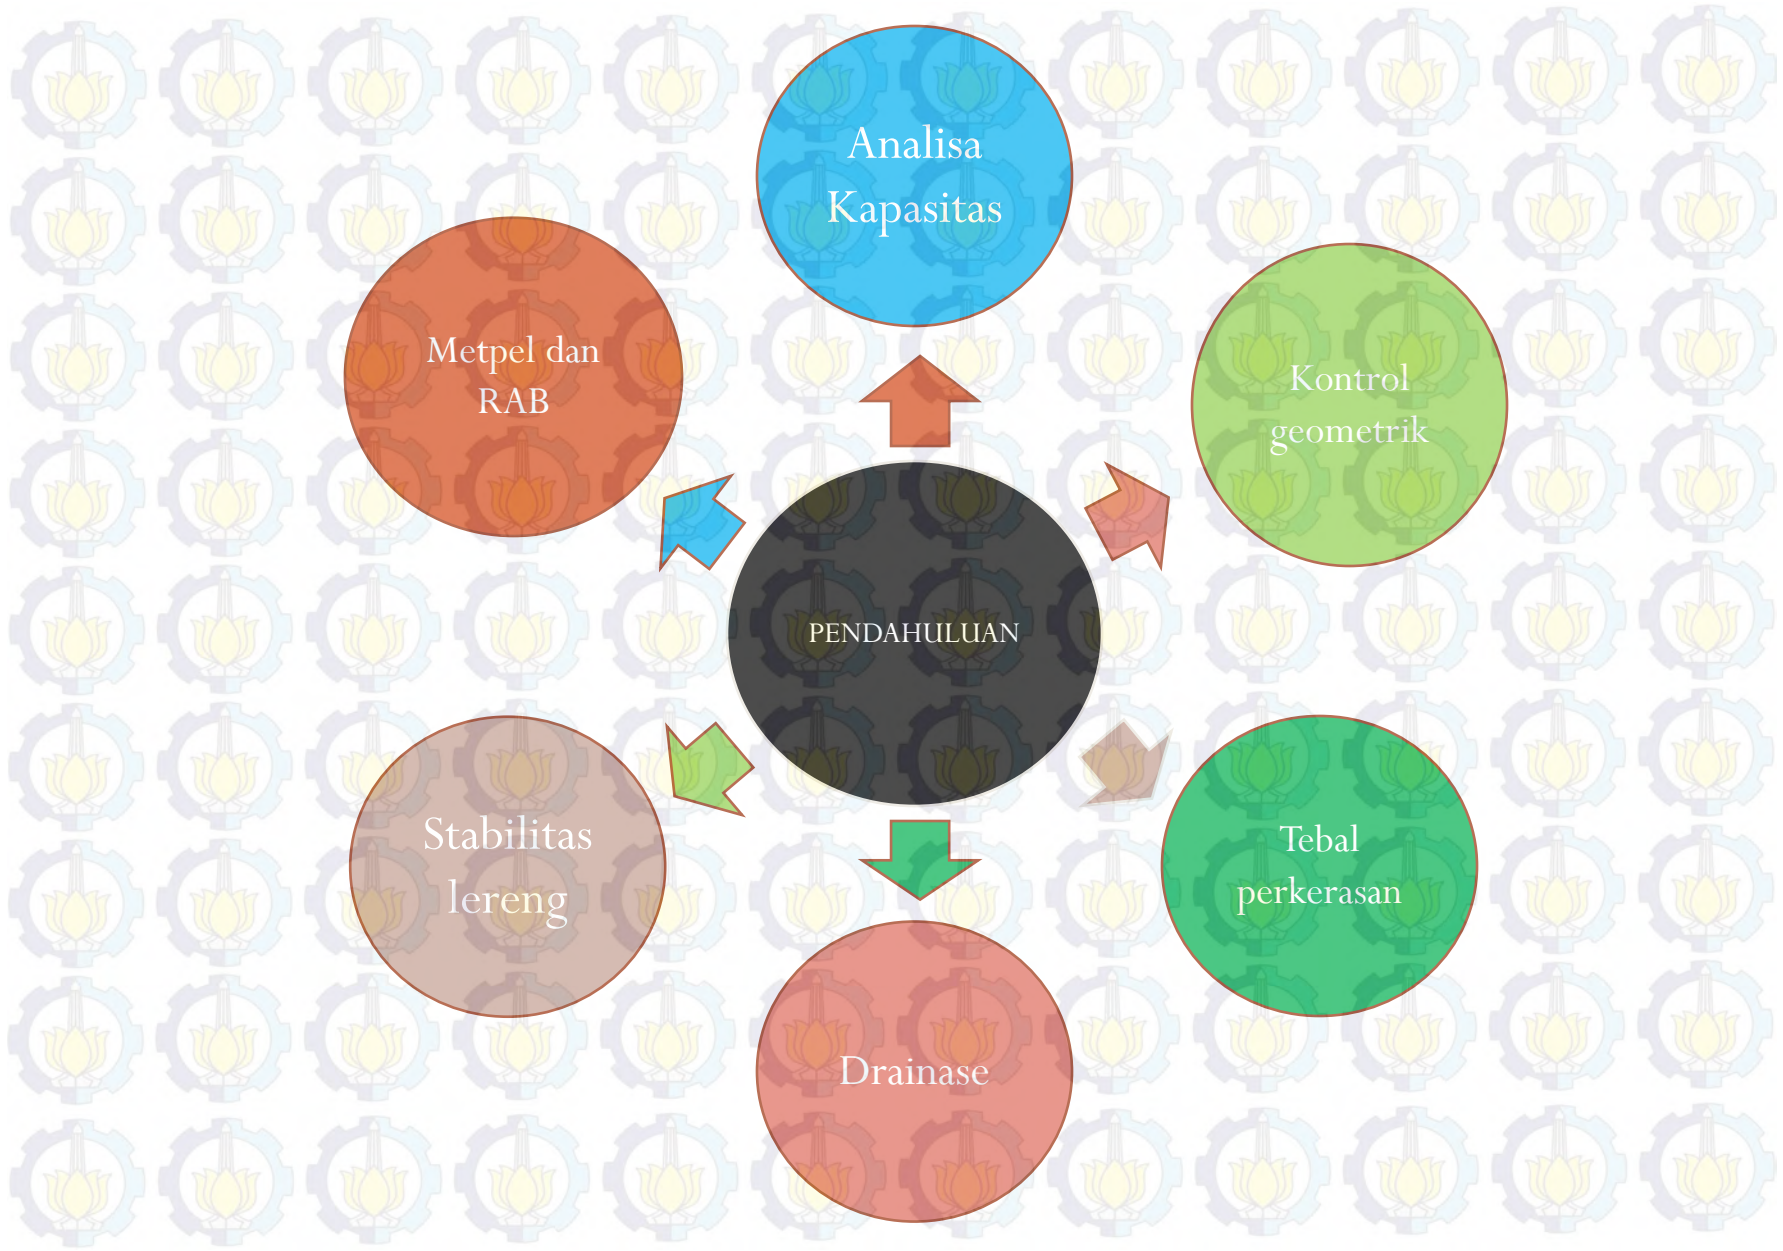 Analisa
Kapasitas
Metpel dan
RAB
Kontrol
geometrik
PENDAHULUAN
Stabilitas
lereng
Tebal
perkerasan
Drainase